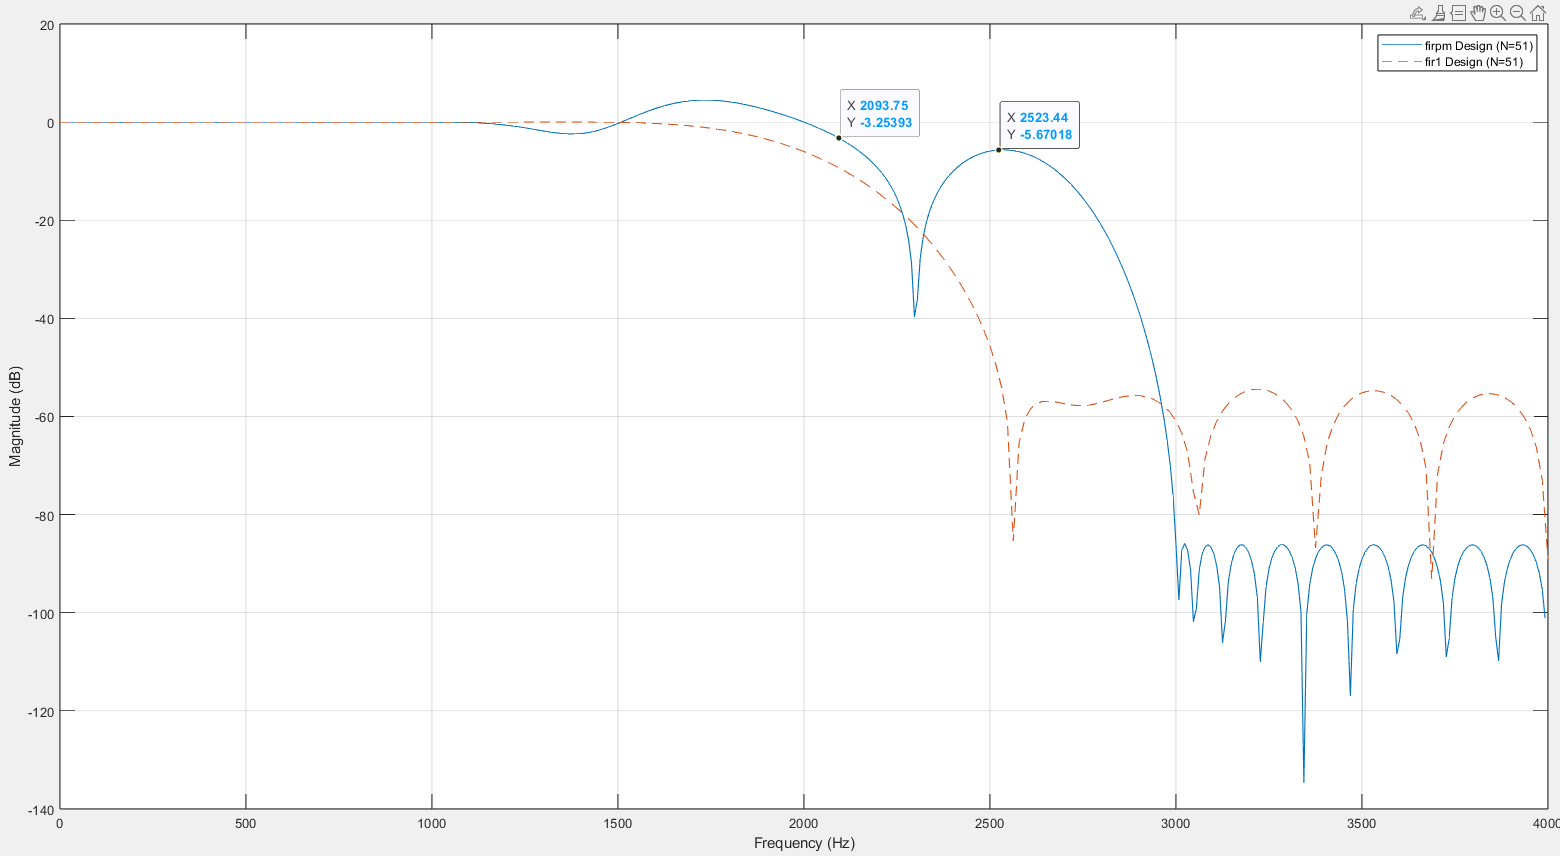 20
0
-20
-40
-60
-80
-100
-120
-140
0
500
1000
1500
2000
2500
3000
3500
4000
Frequency (Hz)
Magnitude (dB)
firpm Design (N=51)
fir1 Design (N=51)
X 2093.75
Y -3.25393
X 2523.44
Y -5.67018